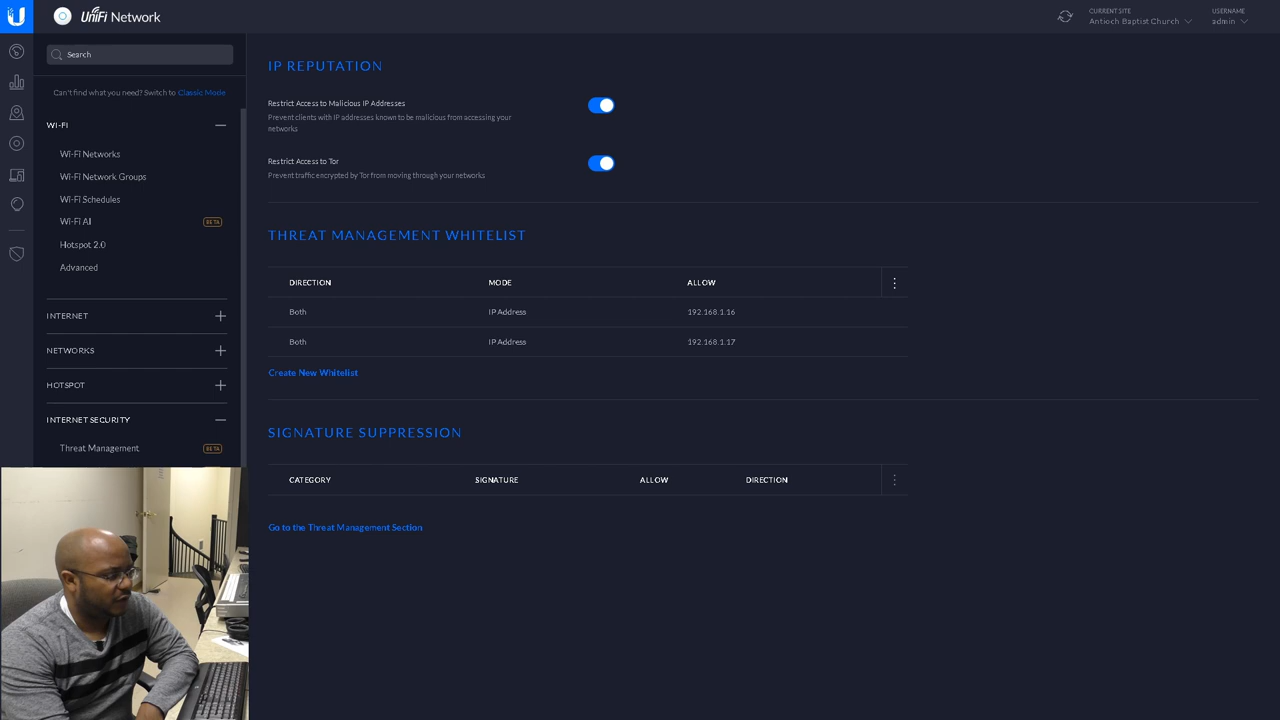 UniFi Network
CURRENT SITE
Antioch Baptist Church
USERNAME
admin
Search
Can't find what you need? Switch to Classic Mode
WI-FI
Wi-Fi Networks
Wi-Fi Network Groups
Wi-Fi Schedules
Wi-Fi AI BETA
Hotspot 2.0
Advanced
INTERNET
NETWORKS
HOTSPOT
INTERNET SECURITY
Threat Management BETA
IP REPUTATION
Restrict Access to Malicious IP Addresses
Prevent clients with IP addresses known to be malicious from accessing your
networks
Restrict Access to Tor
Prevent traffic encrypted by Tor from moving through your networks
THREAT MANAGEMENT WHITELIST
DIRECTION MODE ALLOW
Both IP Address 192.168.1.16
Both IP Address 192.168.1.17
Create New Whitelist
SIGNATURE SUPPRESSION
CATEGORY SIGNATURE ALLOW DIRECTION
Go to the Threat Management Section